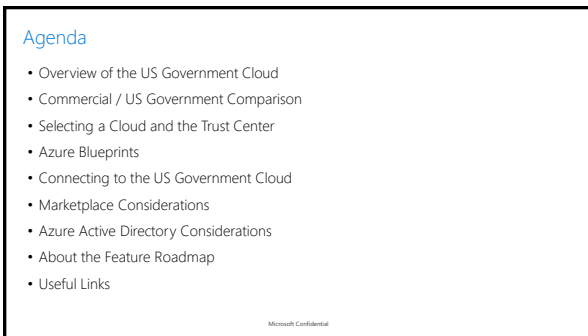 Agenda
• Overview of the US Government Cloud
• Commercial / US Government Comparison
• Selecting a Cloud and the Trust Center
• Azure Blueprints
• Connecting to the US Government Cloud
• Marketplace Considerations
• Azure Active Directory Considerations
• About the Feature Roadmap
• Useful Links
Microsoft Confidential